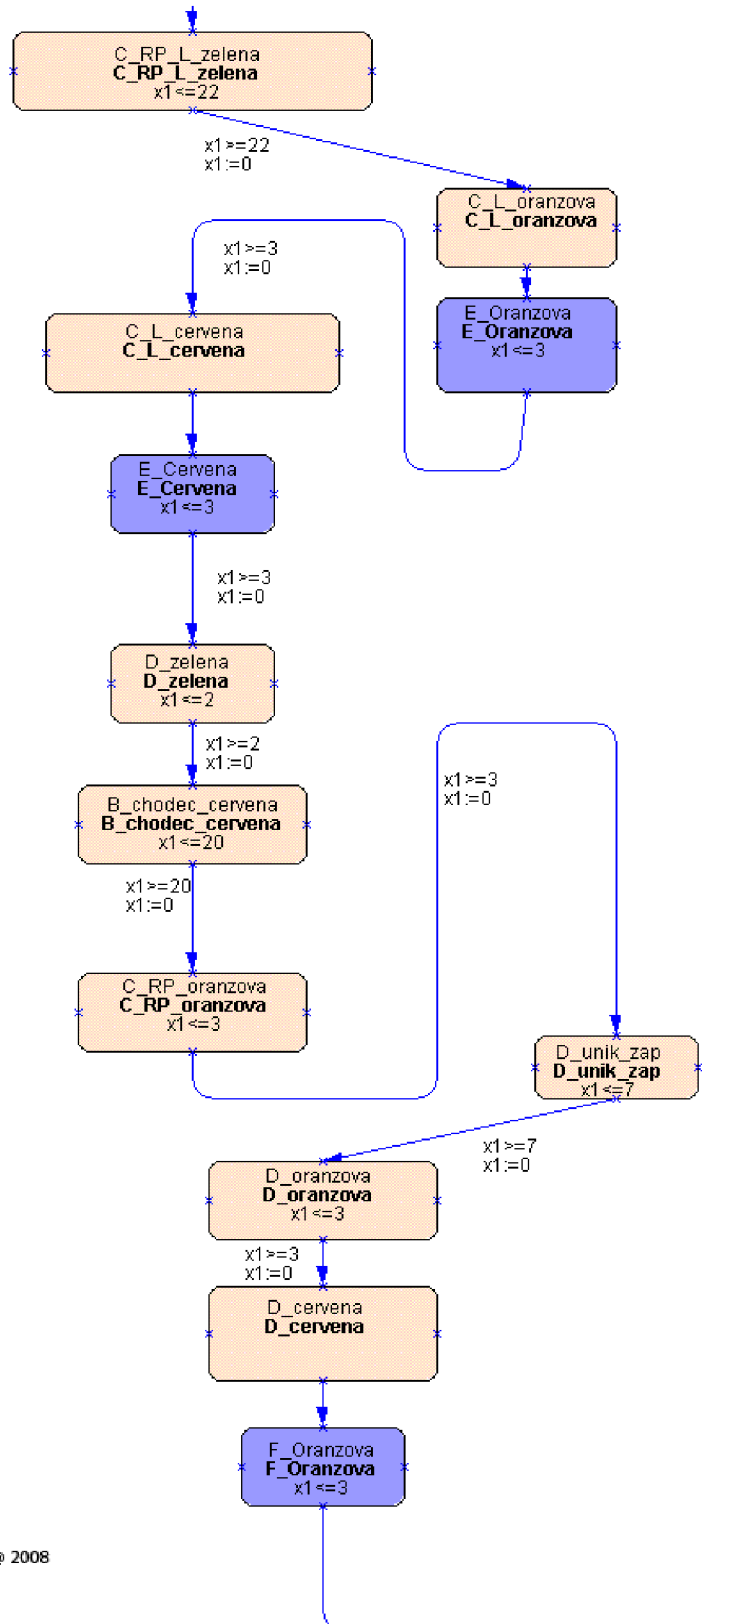 C_RP_L_zelena
C_RP_L_zelena
x1<=22
x1>=22
x1:=0
C_L_oranzova
C_L_oranzova
x1>=3
x1:=0
E_Oranzova
E_Oranzova
x1<=3
C_L_cervena
C_L_cervena
E_Cervena
E_Cervena
x1<=3
x1>=3
x1:=0
D_zelena
D_zelena
x1<=2
x1>=2
x1:=0
x1>=3
x1:=0
B_chodec_cervena
B_chodec_cervena
x1<=20
x1>=20
x1:=0
C_RP_oranzova
C_RP_oranzova
x1<=3
D_unik_zap
D_unik_zap
x1<=7
x1>=7
x1:=0
D_oranzova
D_oranzova
x1<=3
x1>=3
x1:=0
D_cervena
D_cervena
F_Oranzova
F_Oranzova
x1<=3
@ 2008